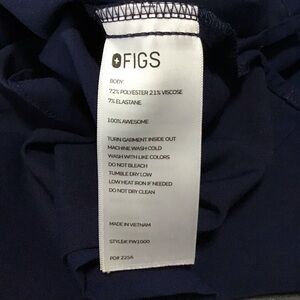 FIGS
BODY:
72% POLYESTER 21% VISCOSE
7% ELASTANE
100% AWESOME
TURN GARMENT INSIDE OUT
MACHINE WASH COLD
WASH WITH LIKE COLORS
DO NOT BLEACH
TUMBLE DRY LOW
LOW HEAT IRON IF NEEDED
DO NOT DRY CLEAN
MADE IN VIETNAM
STYLE#: FW1000
PO# 225A